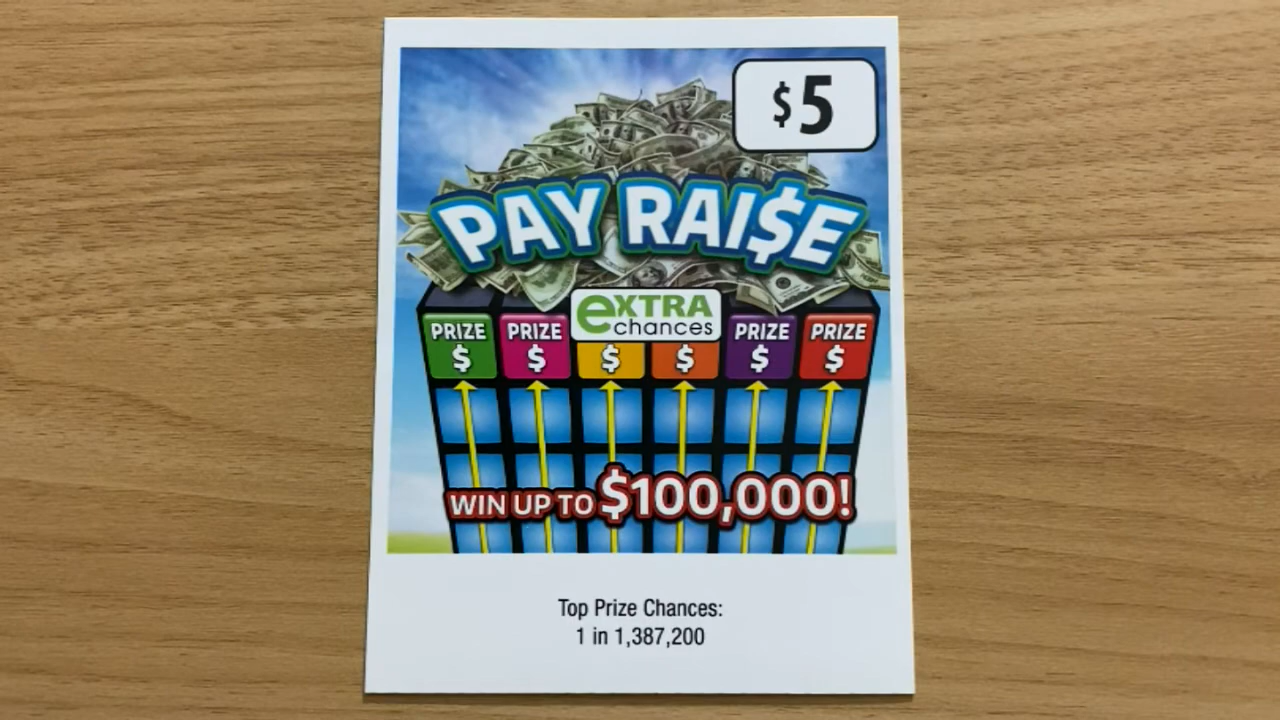 $5
PAY RAI$E
eXTRA
chances
PRIZE PRIZE PRIZE PRIZE
$ $ $ $ $ $
WIN UP TO $100,000!
Top Prize Chances:
1 in 1,387,200